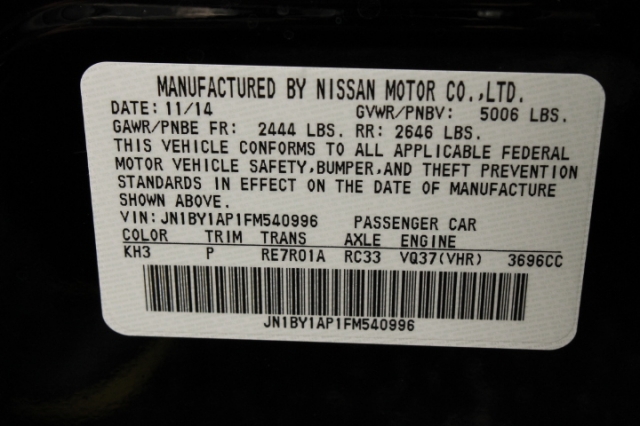 MANUFACTURED BY NISSAN MOTOR CO.,LTD.
DATE: 11/14 GVWR/PNBV: 5006 LBS.
GAWR/PNBE FR: 2444 LBS. RR: 2646 LBS.
THIS VEHICLE CONFORMS TO ALL APPLICABLE FEDERAL
MOTOR VEHICLE SAFETY,BUMPER,AND THEFT PREVENTION
STANDARDS IN EFFECT ON THE DATE OF MANUFACTURE
SHOWN ABOVE.
VIN:JN1BY1AP1FM540996 PASSENGER CAR
COLOR TRIM TRANS AXLE ENGINE
KH3 P RE7R01A RC33 VQ37(VHR) 3696CC
JN1BY1AP1FM540996